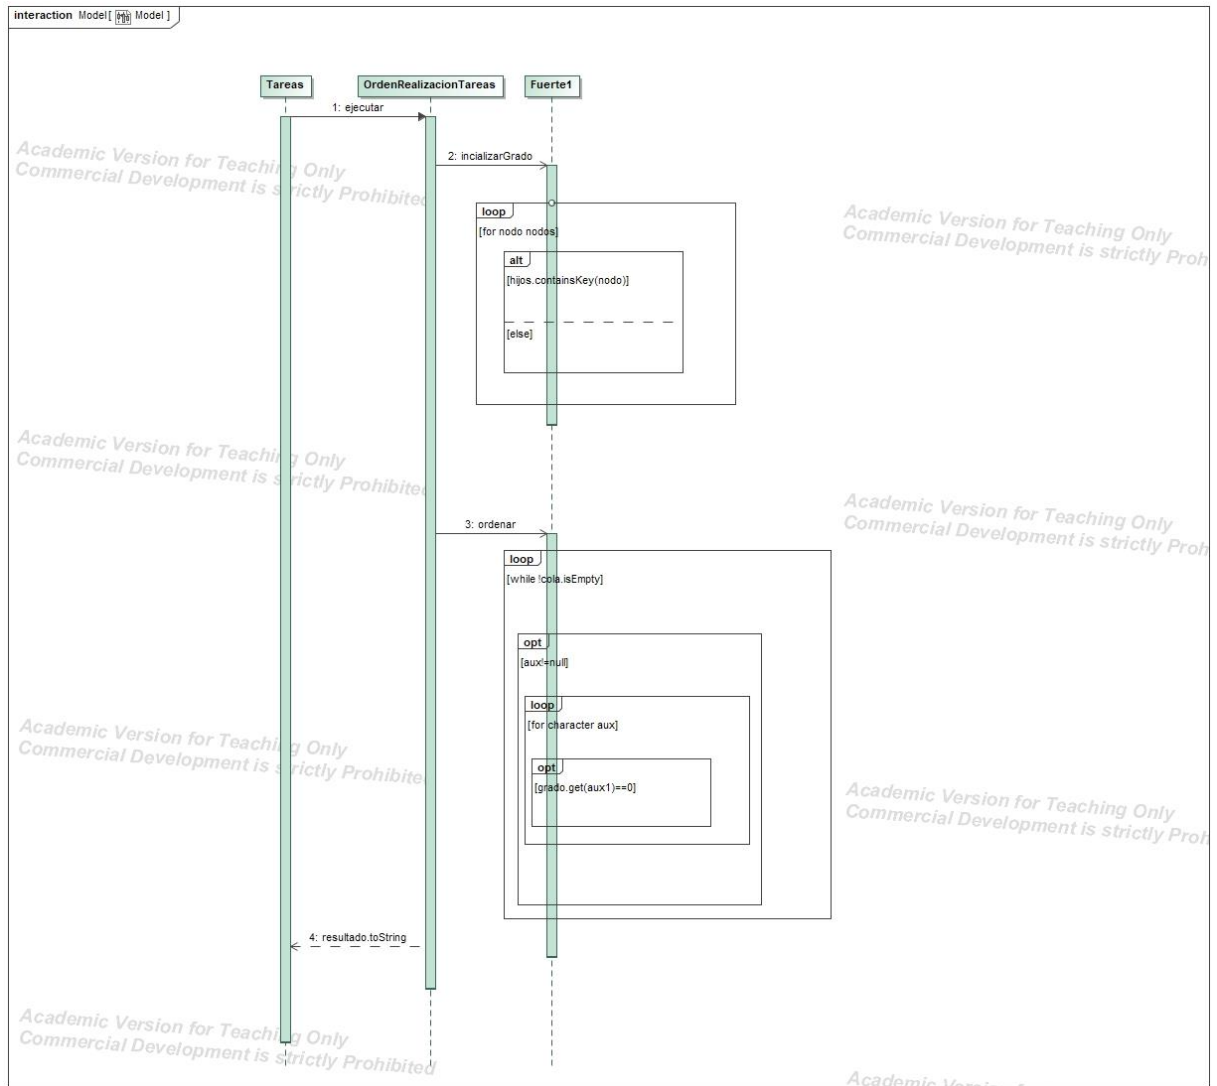 interaction Model[ Model ]
Tareas
OrdenRealizacionTareas
Fuerte1
1: ejecutar
2: incializarGrado
Academic Version for Teaching Only
Commercial Development is strictly Prohibited
loop
[for nodo nodos]
Academic Version for Teaching Only
Commercial Development is strictly Proh
alt
[hijos.containsKey(nodo)]
[else]
Academic Version for Teaching Only
Commercial Development is strictly Prohibited
Academic Version for Teaching Only
Commercial Development is strictly Proh
3: ordenar
loop
[while !cola.isEmpty]
opt
[aux!=null]
loop
[for character aux]
Academic Version for Teaching Only
Commercial Development is strictly Prohibited
opt
[grado.get(aux1)==0]
Academic Version for Teaching Only
Commercial Development is strictly Proh
4: resultado.toString
Academic Version for Teaching Only
Commercial Development is strictly Prohibited